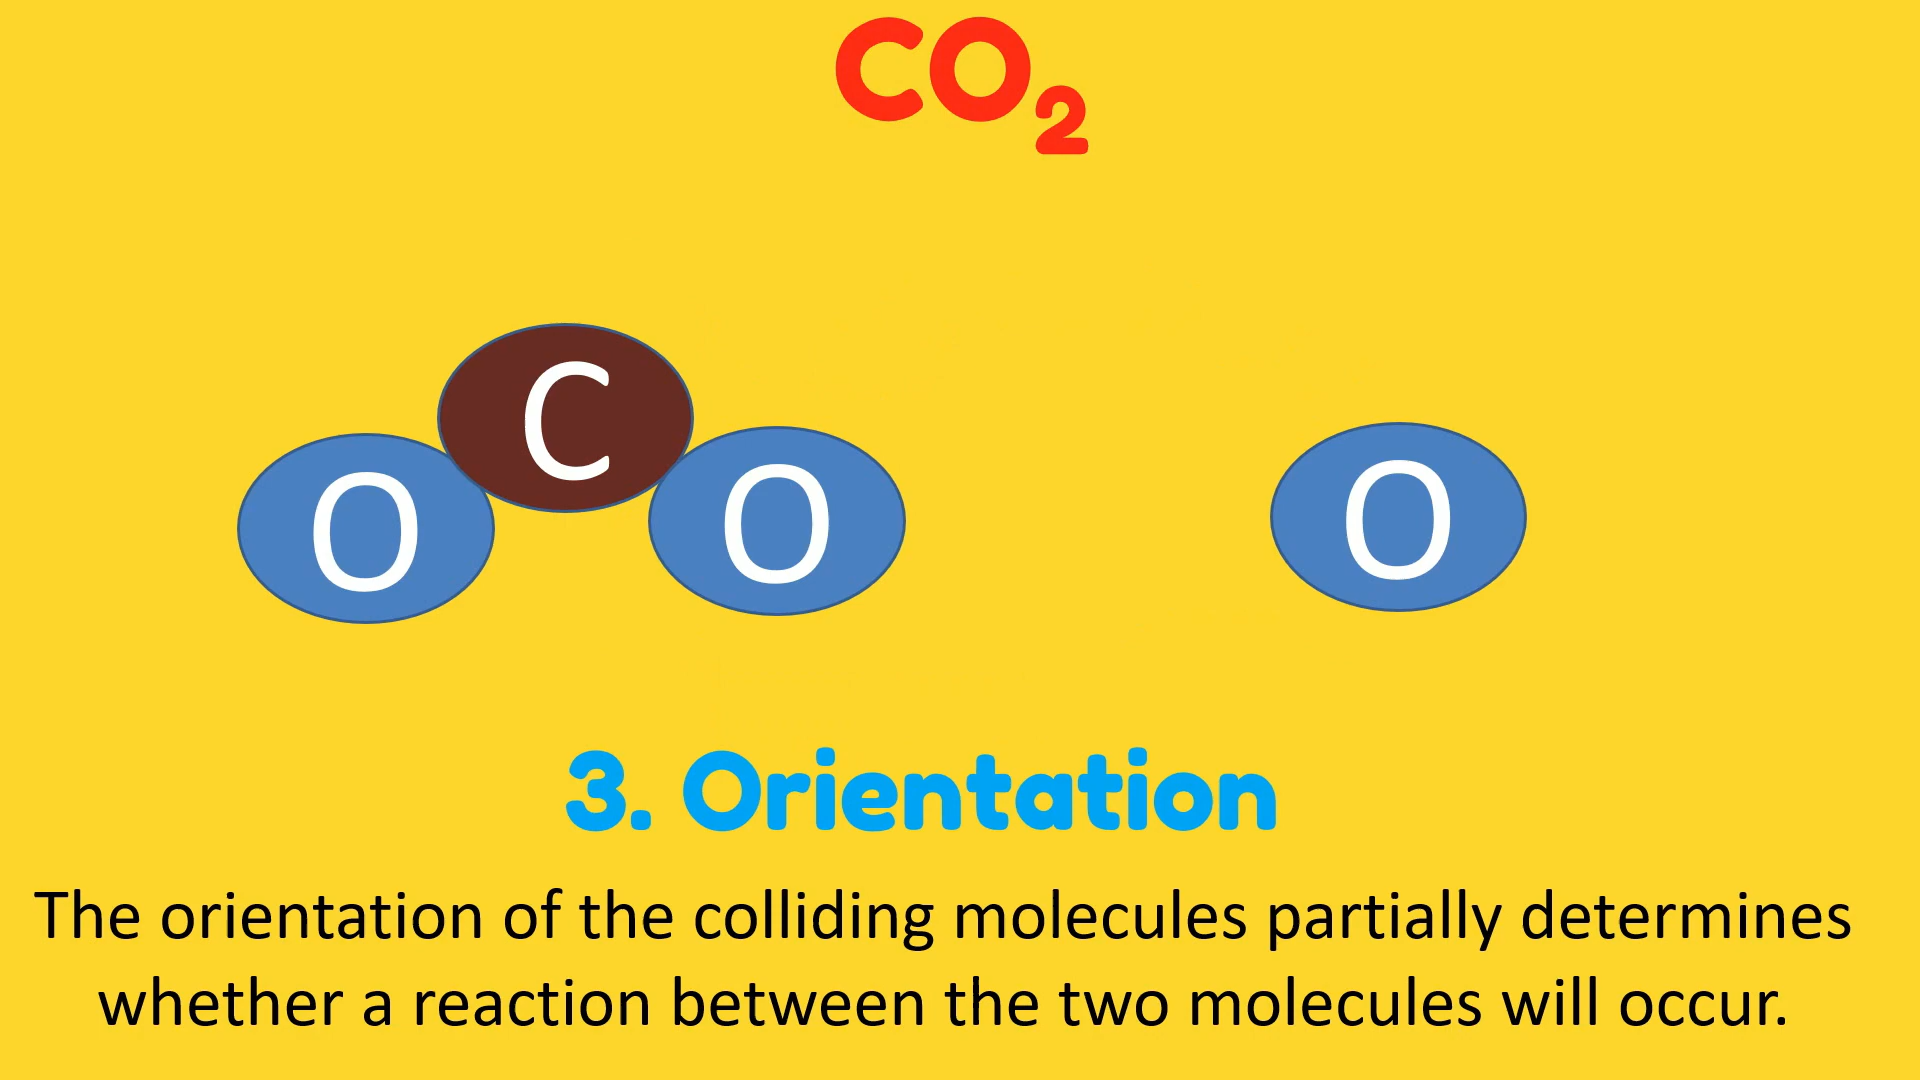 CO₂
C
O
O
O
3. Orientation
The orientation of the colliding molecules partially determines
whether a reaction between the two molecules will occur.